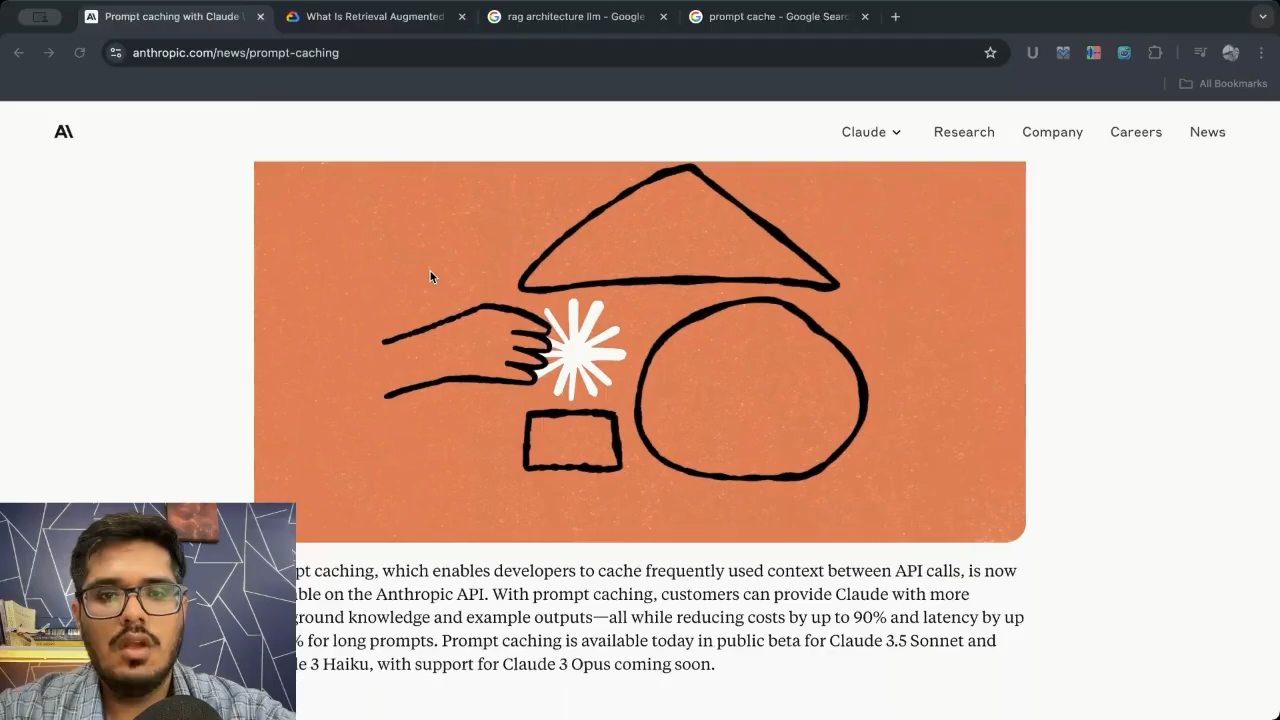 Prompt caching with Claude
What Is Retrieval Augmented
rag architecture llm - Google
prompt cache - Google Sear
anthropic.com/news/prompt-caching
All Bookmarks
Claude
Research
Company
Careers
News
pt caching, which enables developers to cache frequently used context between API calls, is now
ble on the Anthropic API. With prompt caching, customers can provide Claude with more
ground knowledge and example outputs—all while reducing costs by up to 90% and latency by up
% for long prompts. Prompt caching is available today in public beta for Claude 3.5 Sonnet and
e 3 Haiku, with support for Claude 3 Opus coming soon.